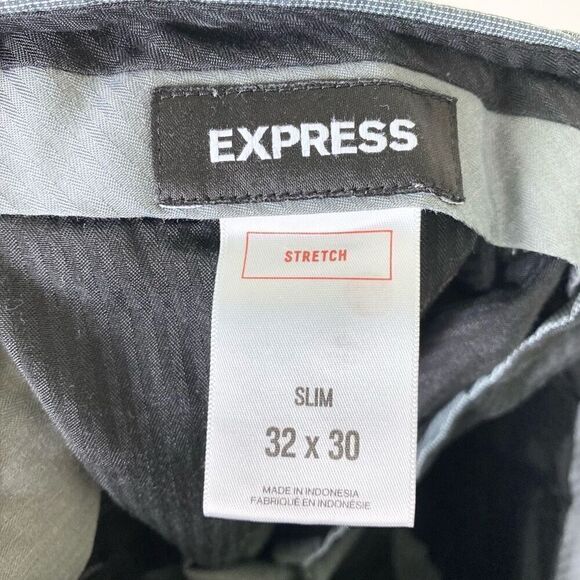 EXPRESS
STRETCH
SLIM
32 x 30
MADE IN INDONESIA
FABRIQUÉ EN INDONÉSIE